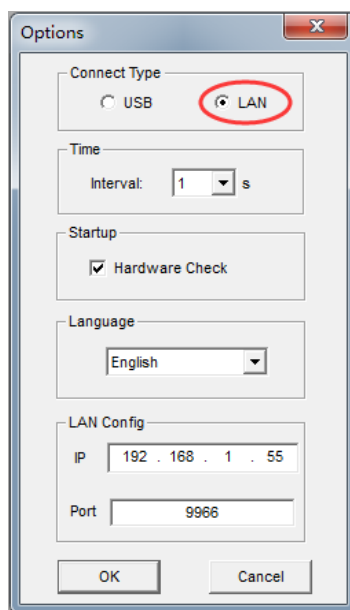 Options
Connect Type
USB LAN
Time
Interval: 1 s
Startup
Hardware Check
Language
English
LAN Config
IP 192 . 168 . 1 . 55
Port 9966
OK Cancel